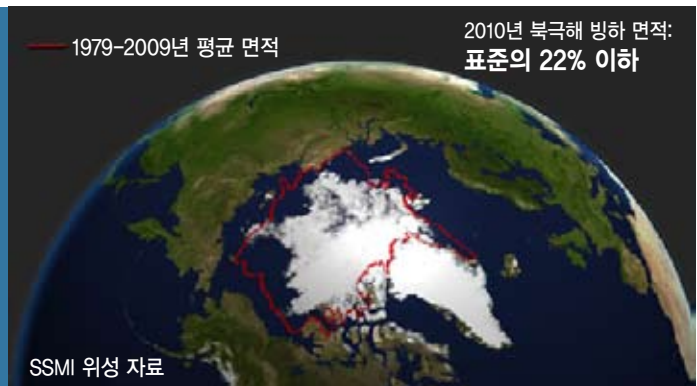 1979-2009년 평균 면적
2010년 북극해 빙하 면적:
표준의 22% 이하
SSMI 위성 자료